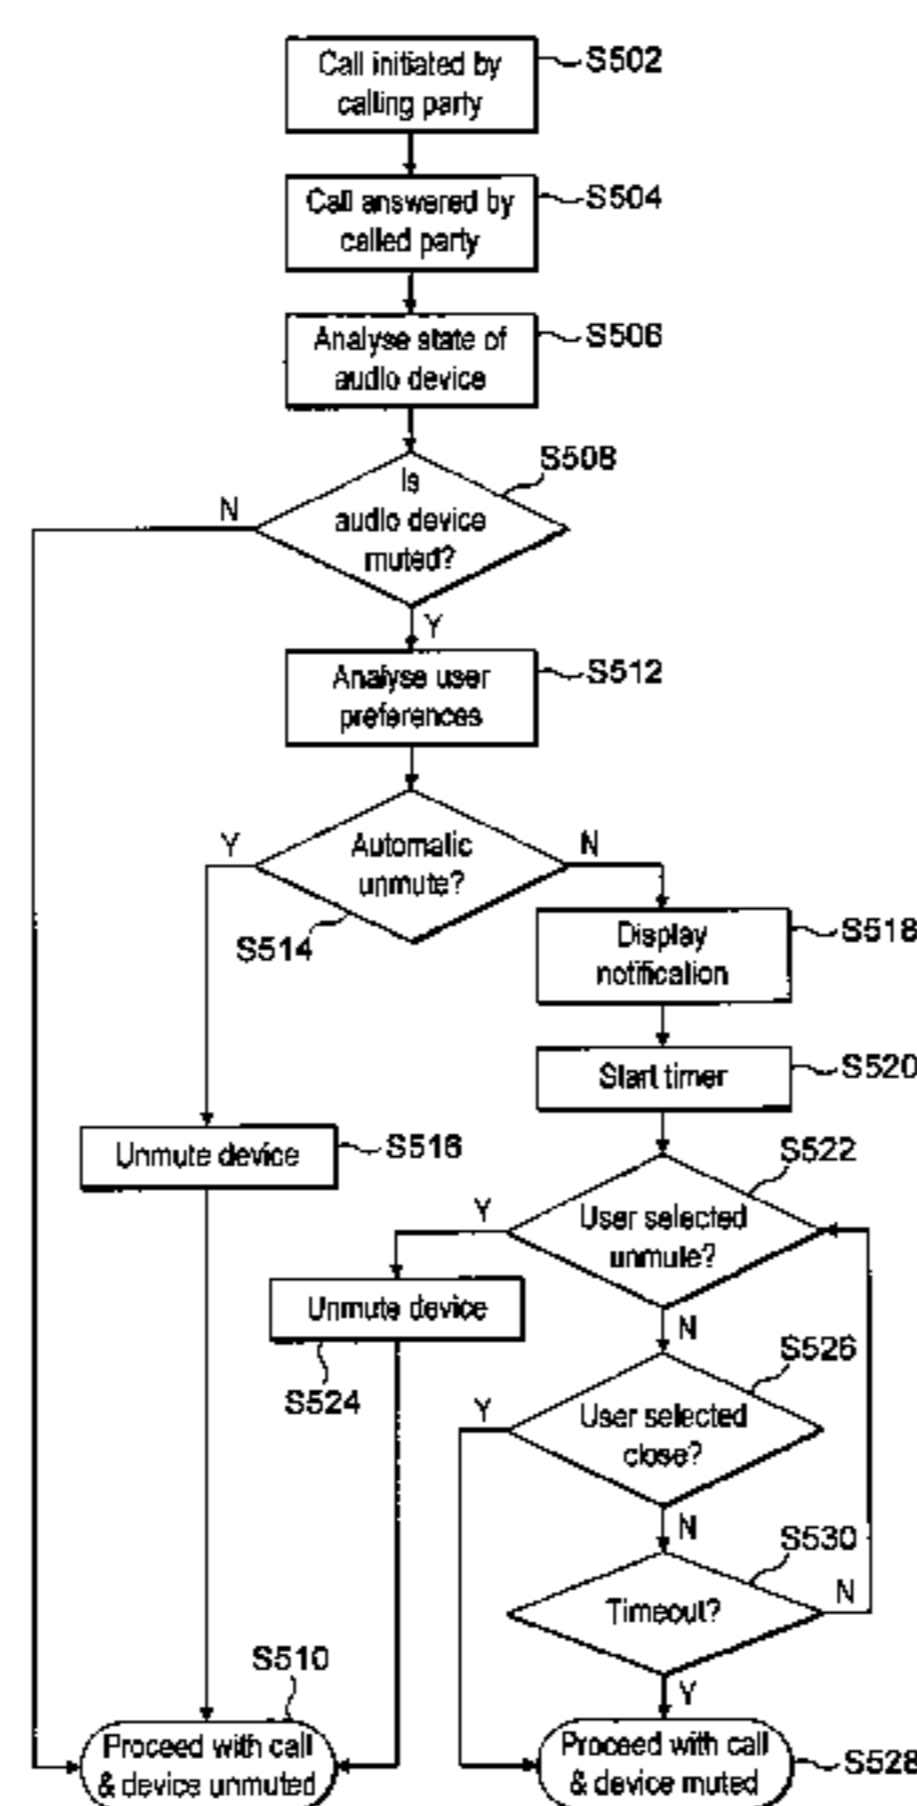 Call initiated by
calling party
S502
Call answered by
called party
S504
Analyse state of
audio device
S506
S508
Is
audio device
muted?
N
Y
Analyse user
preferences
S512
Automatic
unmute?
Y
N
S514
Display
notification
S518
Start timer
S520
Unmute device
S516
S522
User selected
unmute?
Y
N
Unmute device
S524
S526
User selected
close?
Y
N
S530
Timeout?
N
Y
S510
Proceed with call
& device unmuted
Proceed with call
& device muted
S528